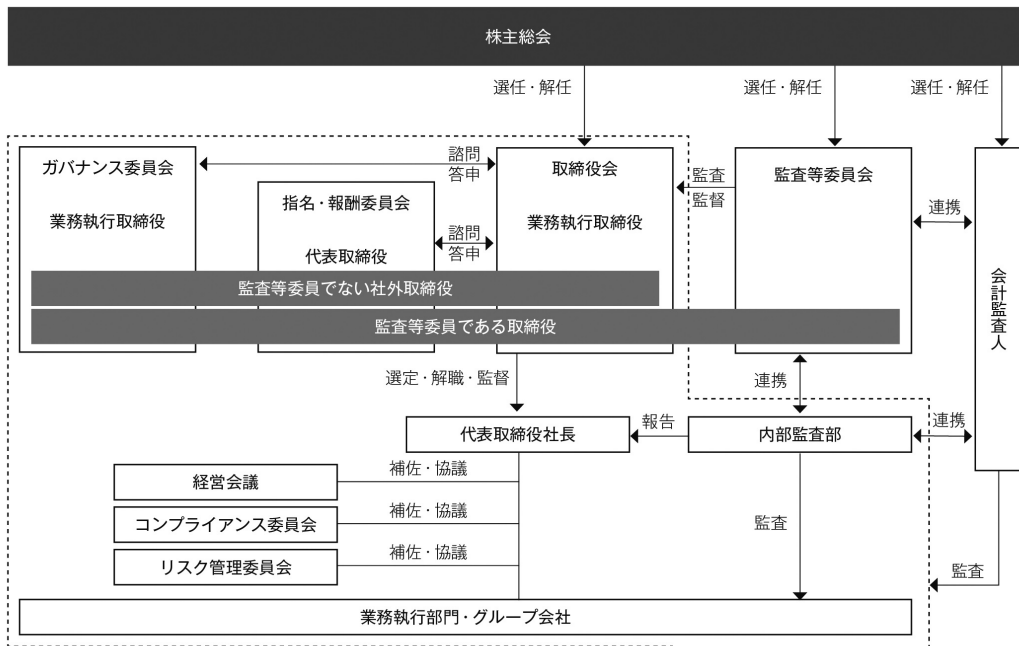 株主総会
選任・解任
選任・解任
選任・解任
ガバナンス委員会
業務執行取締役
諮問
答申
指名・報酬委員会
代表取締役
諮問
答申
取締役会
業務執行取締役
監査
監督
監査等委員会
連携
会計監査人
監査等委員でない社外取締役
監査等委員である取締役
選定・解職・監督
連携
代表取締役社長
報告
内部監査部
連携
経営会議
補佐・協議
コンプライアンス委員会
補佐・協議
リスク管理委員会
補佐・協議
監査
監査
業務執行部門・グループ会社